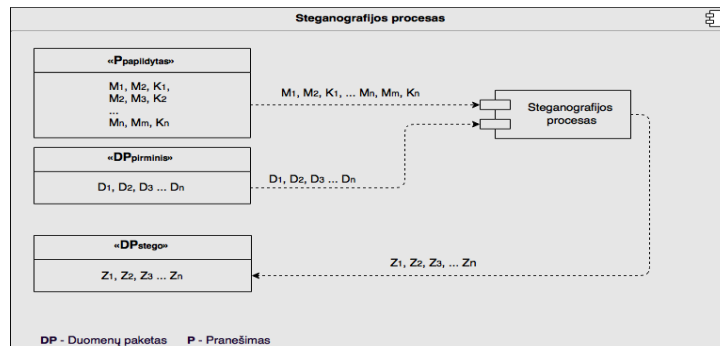 Steganografijos procesas
«Ppapildytas»
M1, M2, K1,
M2, M3, K2
...
Mn, Mm, Kn
M1, M2, K1, ... Mn, Mm, Kn
Steganografijos
procesas
«DPpirminis»
D1, D2, D3 ... Dn
D1, D2, D3 ... Dn
«DPstego»
Z1, Z2, Z3 ... Zn
Z1, Z2, Z3, ... Zn
DP - Duomenų paketas P - Pranešimas